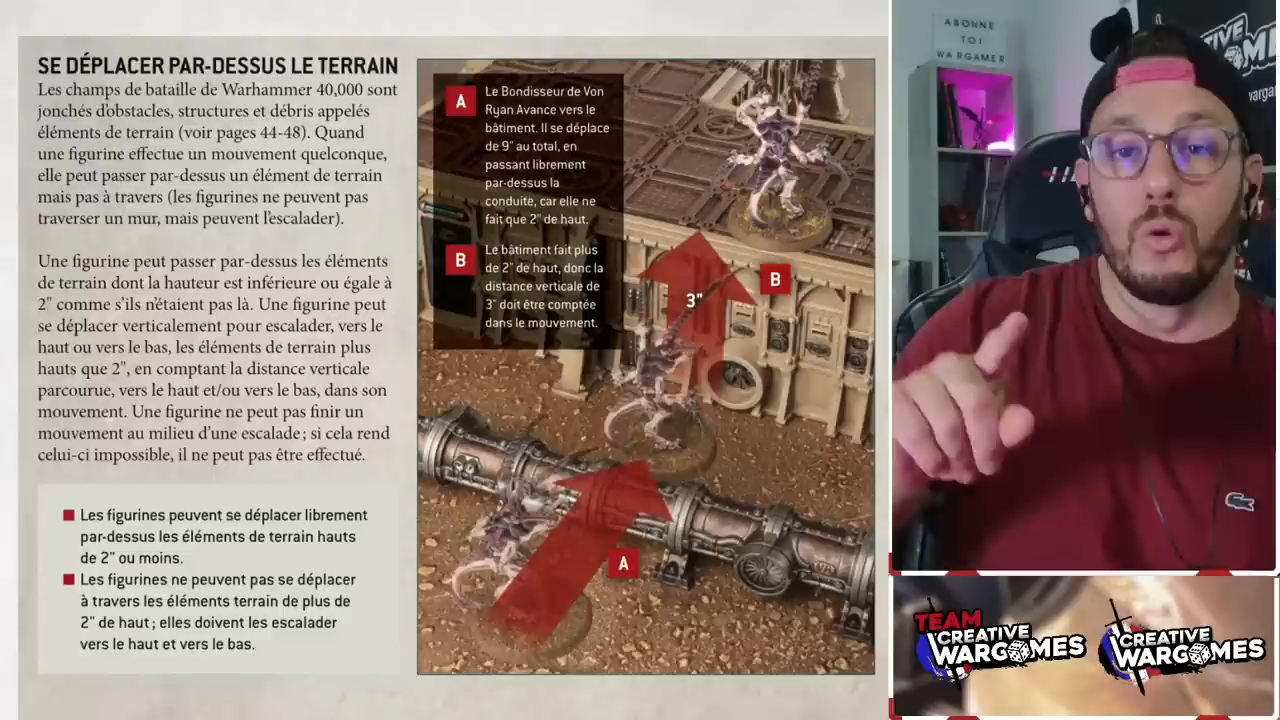 SE DÉPLACER PAR-DESSUS LE TERRAIN
Les champs de bataille de Warhammer 40,000 sont
jonchés d'obstacles, structures et débris appelés
éléments de terrain (voir pages 44-48). Quand
une figurine effectue un mouvement quelconque,
elle peut passer par-dessus un élément de terrain
mais pas à travers (les figurines ne peuvent pas
traverser un mur, mais peuvent l'escalader).
Une figurine peut passer par-dessus les éléments
de terrain dont la hauteur est inférieure ou égale à
2" comme s'ils n'étaient pas là. Une figurine peut
se déplacer verticalement pour escalader, vers le
haut ou vers le bas, les éléments de terrain plus
hauts que 2", en comptant la distance verticale
parcourue, vers le haut et/ou vers le bas, dans son
mouvement. Une figurine ne peut pas finir un
mouvement au milieu d'une escalade ; si cela rend
celui-ci impossible, il ne peut pas être effectué.
Les figurines peuvent se déplacer librement
par-dessus les éléments de terrain hauts
de 2" ou moins.
Les figurines ne peuvent pas se déplacer
à travers les éléments terrain de plus de
2" de haut ; elles doivent les escalader
vers le haut et vers le bas.
A
Le Bondisseur de Von
Ryan Avance vers le
bâtiment. Il se déplace
de 9" au total, en
passant librement
par-dessus la
conduite, car elle ne
fait que 2" de haut.
B
Le bâtiment fait plus
de 2" de haut, donc la
distance verticale de
3" doit être comptée
dans le mouvement.
3"
B
A
ABONNE
TOI
WARGAMER
TEAM
CREATIVE
WARGAMES
CREATIVE
WARGAMES